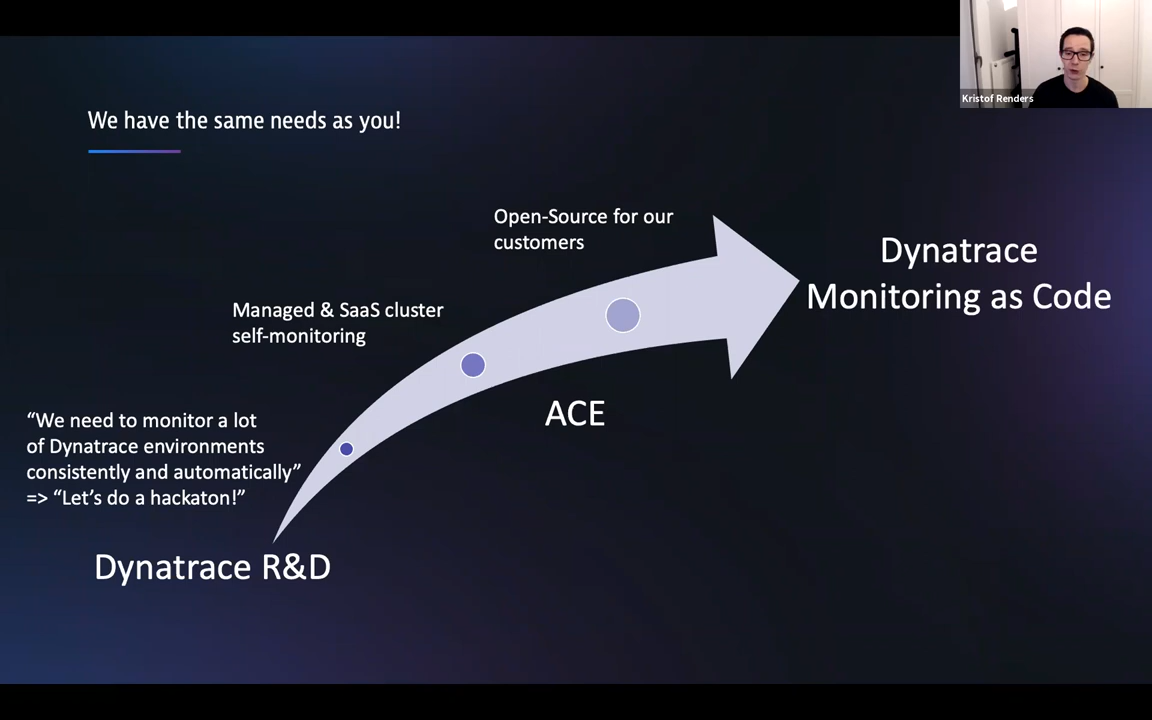 Kristof Renders
We have the same needs as you!
Open-Source for our
customers
Dynatrace
Monitoring as Code
Managed & SaaS cluster
self-monitoring
ACE
“We need to monitor a lot
of Dynatrace environments
consistently and automatically”
=> “Let’s do a hackaton!”
Dynatrace R&D